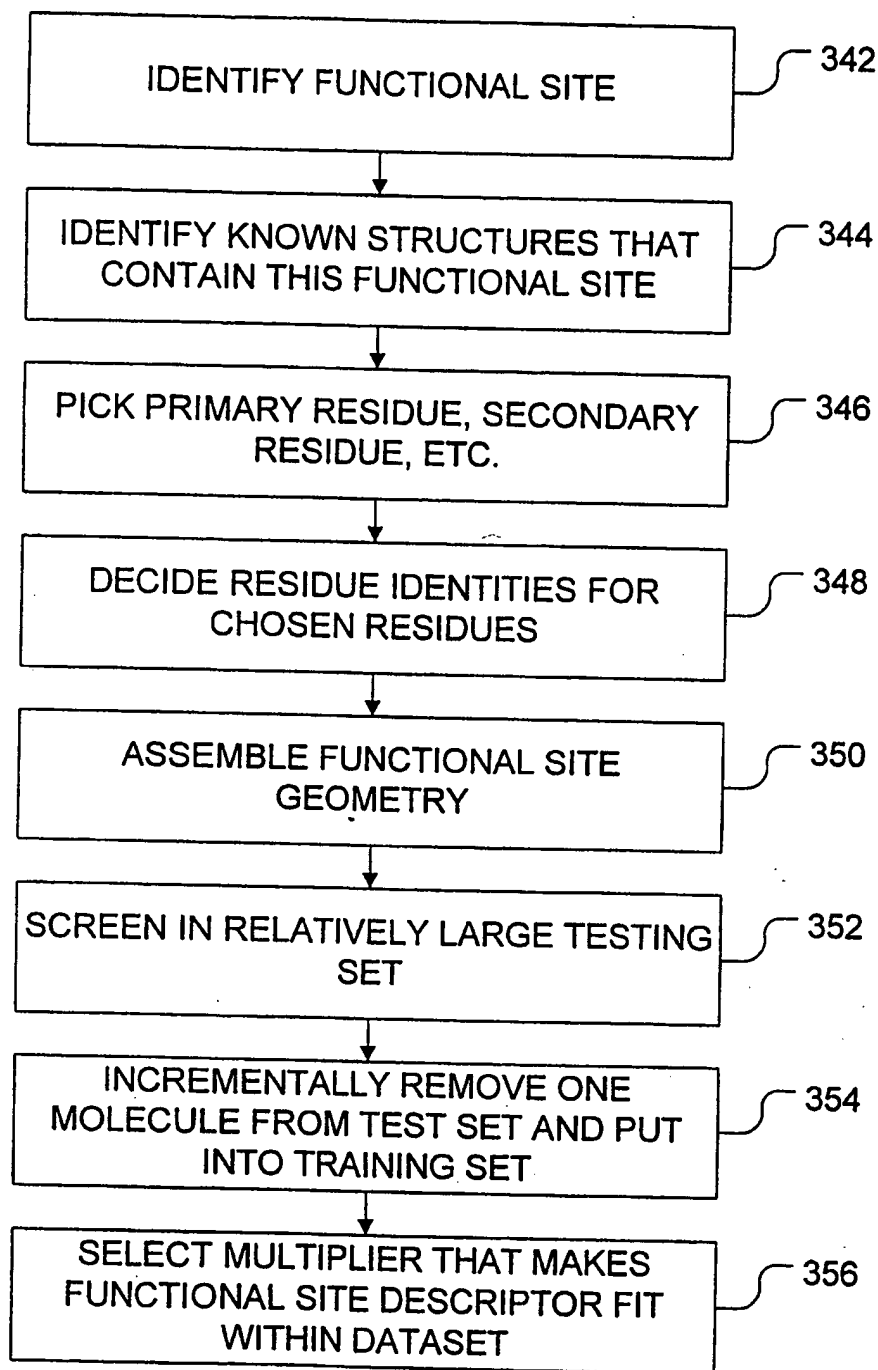 IDENTIFY FUNCTIONAL SITE
342
IDENTIFY KNOWN STRUCTURES THAT
CONTAIN THIS FUNCTIONAL SITE
344
PICK PRIMARY RESIDUE, SECONDARY
RESIDUE, ETC.
346
DECIDE RESIDUE IDENTITIES FOR
CHOSEN RESIDUES
348
ASSEMBLE FUNCTIONAL SITE
GEOMETRY
350
SCREEN IN RELATIVELY LARGE TESTING
SET
352
INCREMENTALLY REMOVE ONE
MOLECULE FROM TEST SET AND PUT
INTO TRAINING SET
354
SELECT MULTIPLIER THAT MAKES
FUNCTIONAL SITE DESCRIPTOR FIT
WITHIN DATASET
356